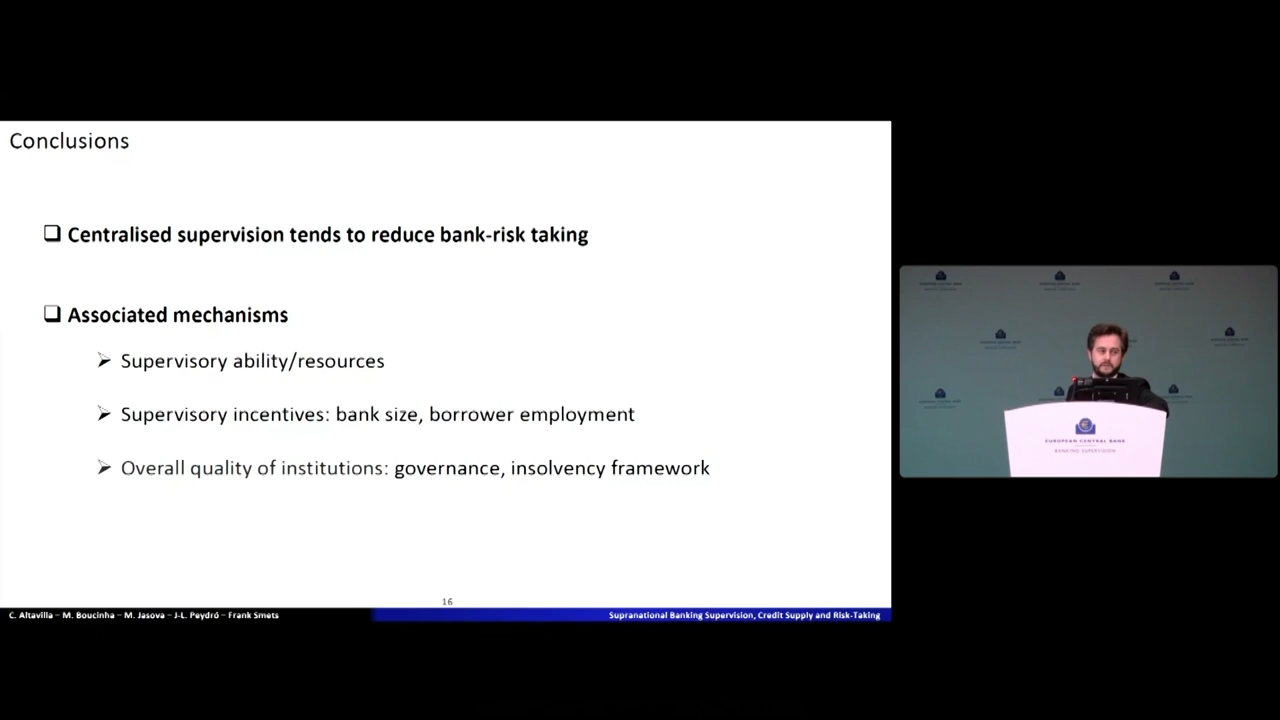 Conclusions
Centralised supervision tends to reduce bank-risk taking
Associated mechanisms
Supervisory ability/resources
Supervisory incentives: bank size, borrower employment
Overall quality of institutions: governance, insolvency framework
16
C. Altavilla – M. Boucinha – M. Jasova – J-L. Peydró – Frank Smets
Supranational Banking Supervision, Credit Supply and Risk-Taking
EUROPEAN CENTRAL BANK
BANKING SUPERVISION